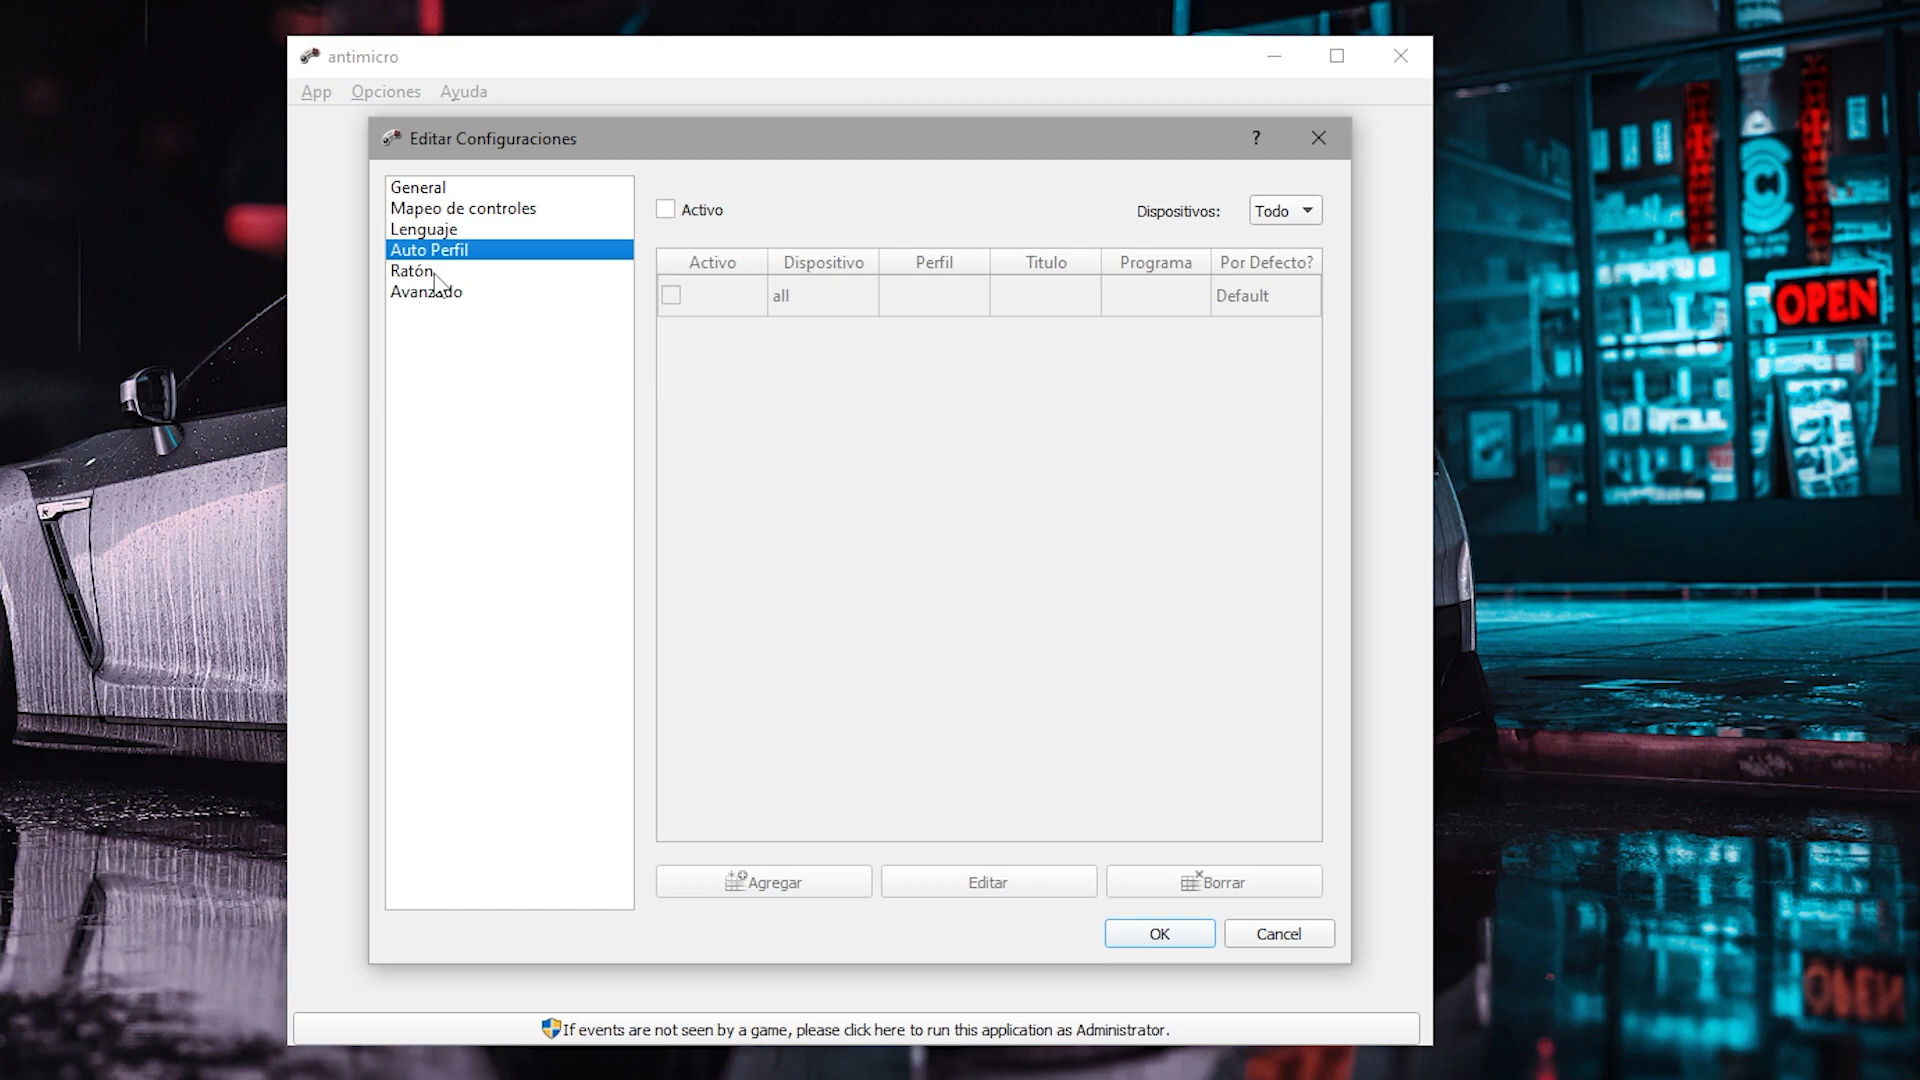 antimicro
App Opciones Ayuda
Editar Configuraciones
?
General
Mapeo de controles
Lenguaje
Auto Perfil
Ratón
Avanzado
Activo
Dispositivos: Todo
Activo Dispositivo Perfil Titulo Programa Por Defecto?
all Default
Agregar Editar Borrar
OK Cancel
If events are not seen by a game, please click here to run this application as Administrator.
OPEN
OPEN